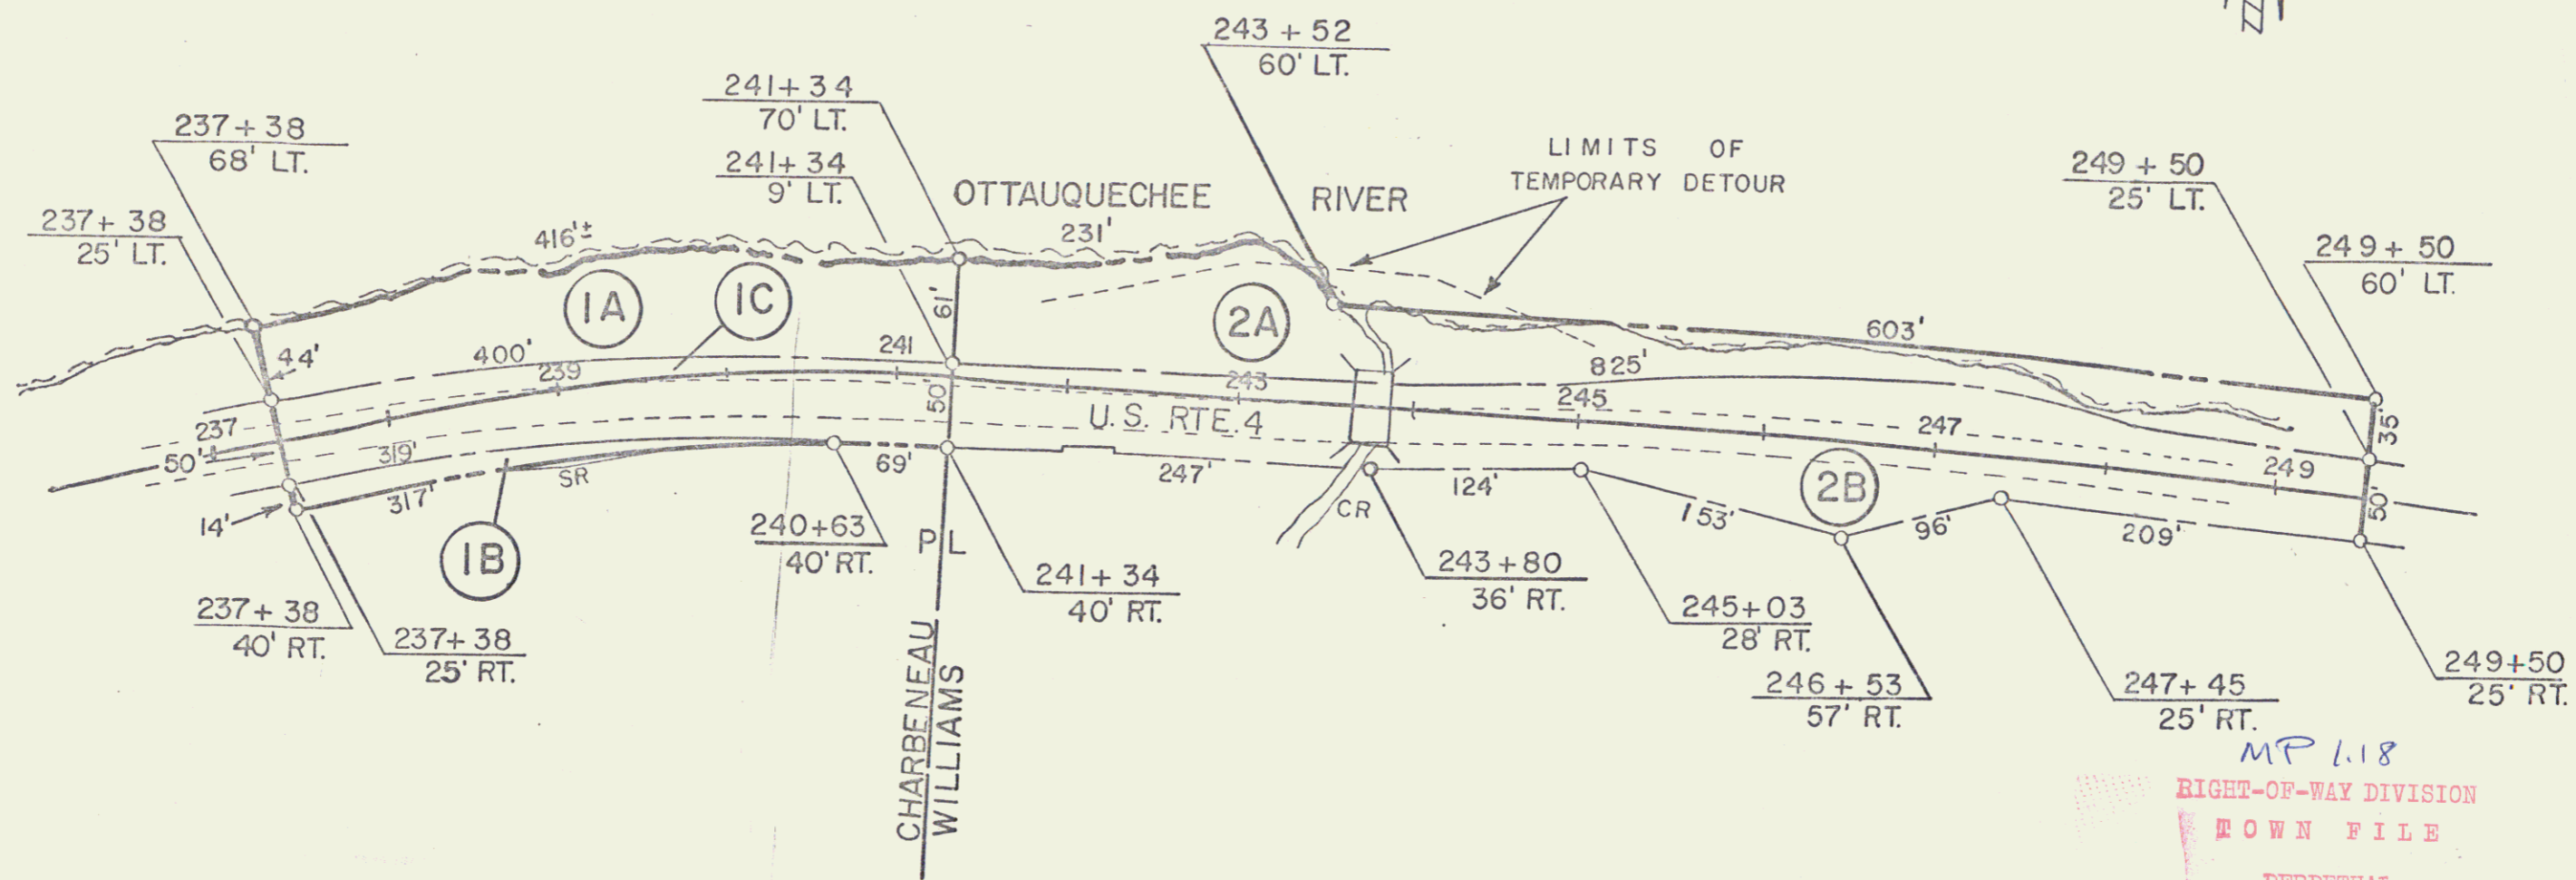 243 + 52
60' LT.
241+ 34
70' LT.
237 + 38
68' LT.
LIMITS OF
TEMPORARY DETOUR
249 + 50
25' LT.
241+ 34
9' LT.
OTTAUQUECHEE RIVER
237+ 38
25' LT.
416'±
231'
249+ 50
60' LT.
1A
1C
61'
2A
603'
44'
400'
241
825'
239
243
50
245
U.S. RTE. 4
237
247
35'
50'
319'
69'
247'
249
SR
317'
124'
2B
50'
14'
CR
153'
96'
209'
1B
240+63
40' RT.
P L
243+80
36' RT.
241+ 34
40' RT.
237+ 38
40' RT.
237+ 38
25' RT.
245+03
28' RT.
CHARBENEAU
WILLIAMS
246 + 53
57' RT.
247+ 45
25' RT.
249+50
25' RT.
MP 1.18
RIGHT-OF-WAY DIVISION
TOWN FILE